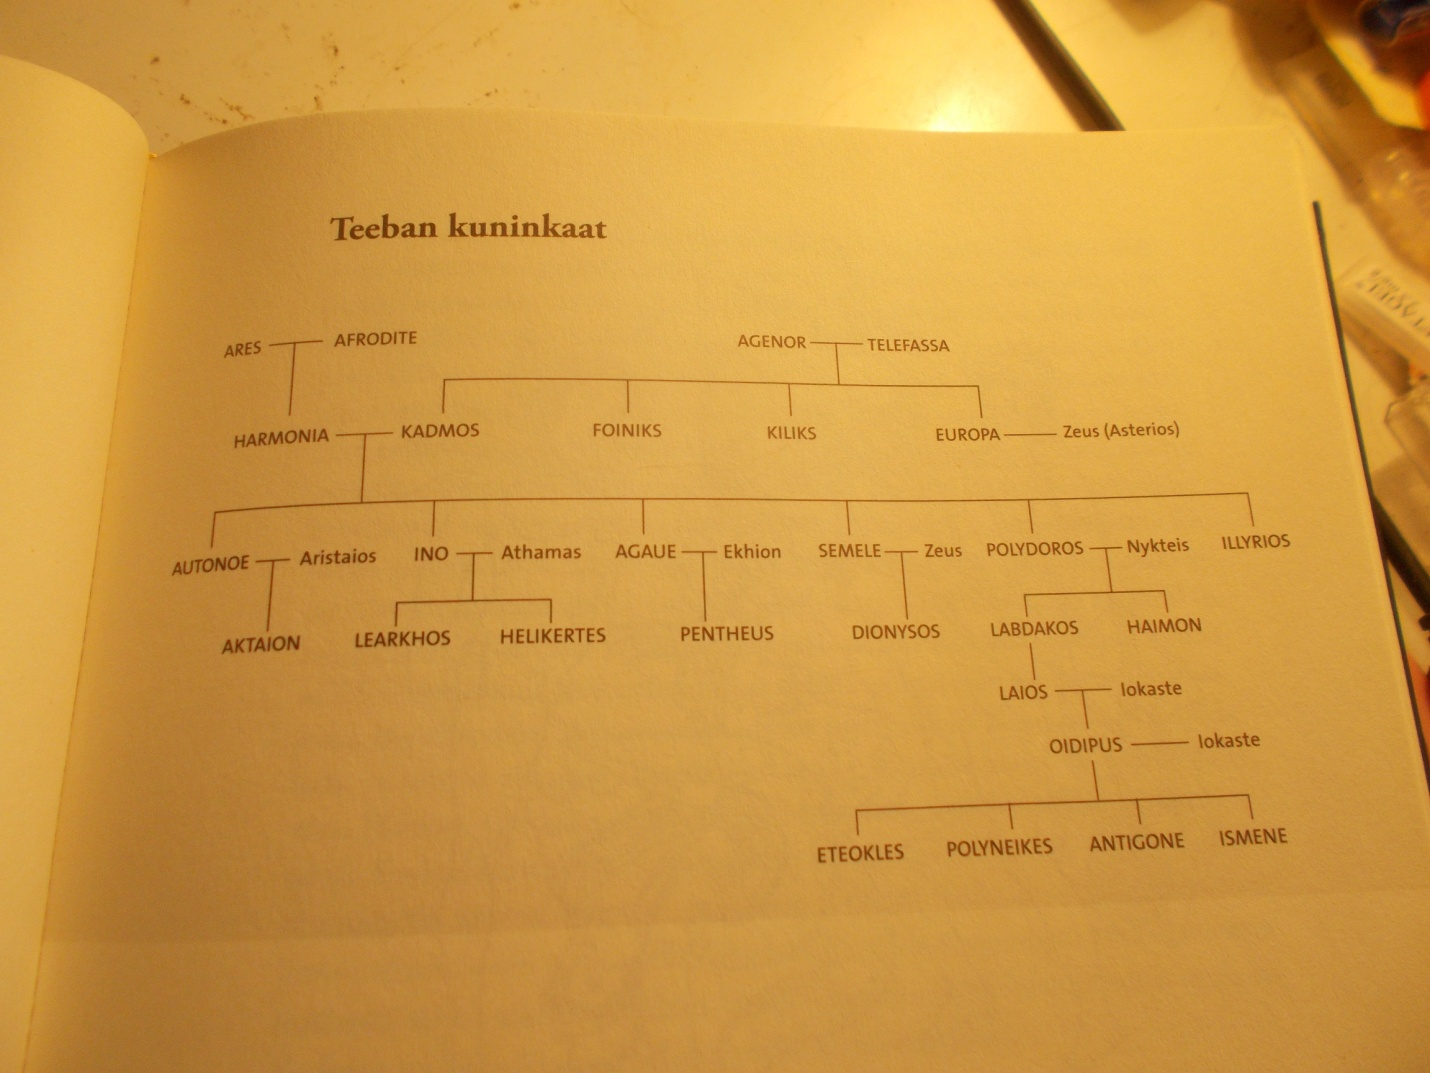 Teeban kuninkaat
ARES AFRODITE AGENOR TELEFASSA
HARMONIA KADMOS FOINIKS KILIKS EUROPA Zeus (Asterios)
AUTONOE Aristaios INO Athamas AGAUE Ekhion SEMELE Zeus POLYDOROS Nykteis ILLYRIOS
AKTAION LEARKHOS HELIKERTES PENTHEUS DIONYSOS LABDAKOS HAIMON
LAIOS Iokaste
OIDIPUS Iokaste
ETEOKLES POLYNEIKES ANTIGONE ISMENE